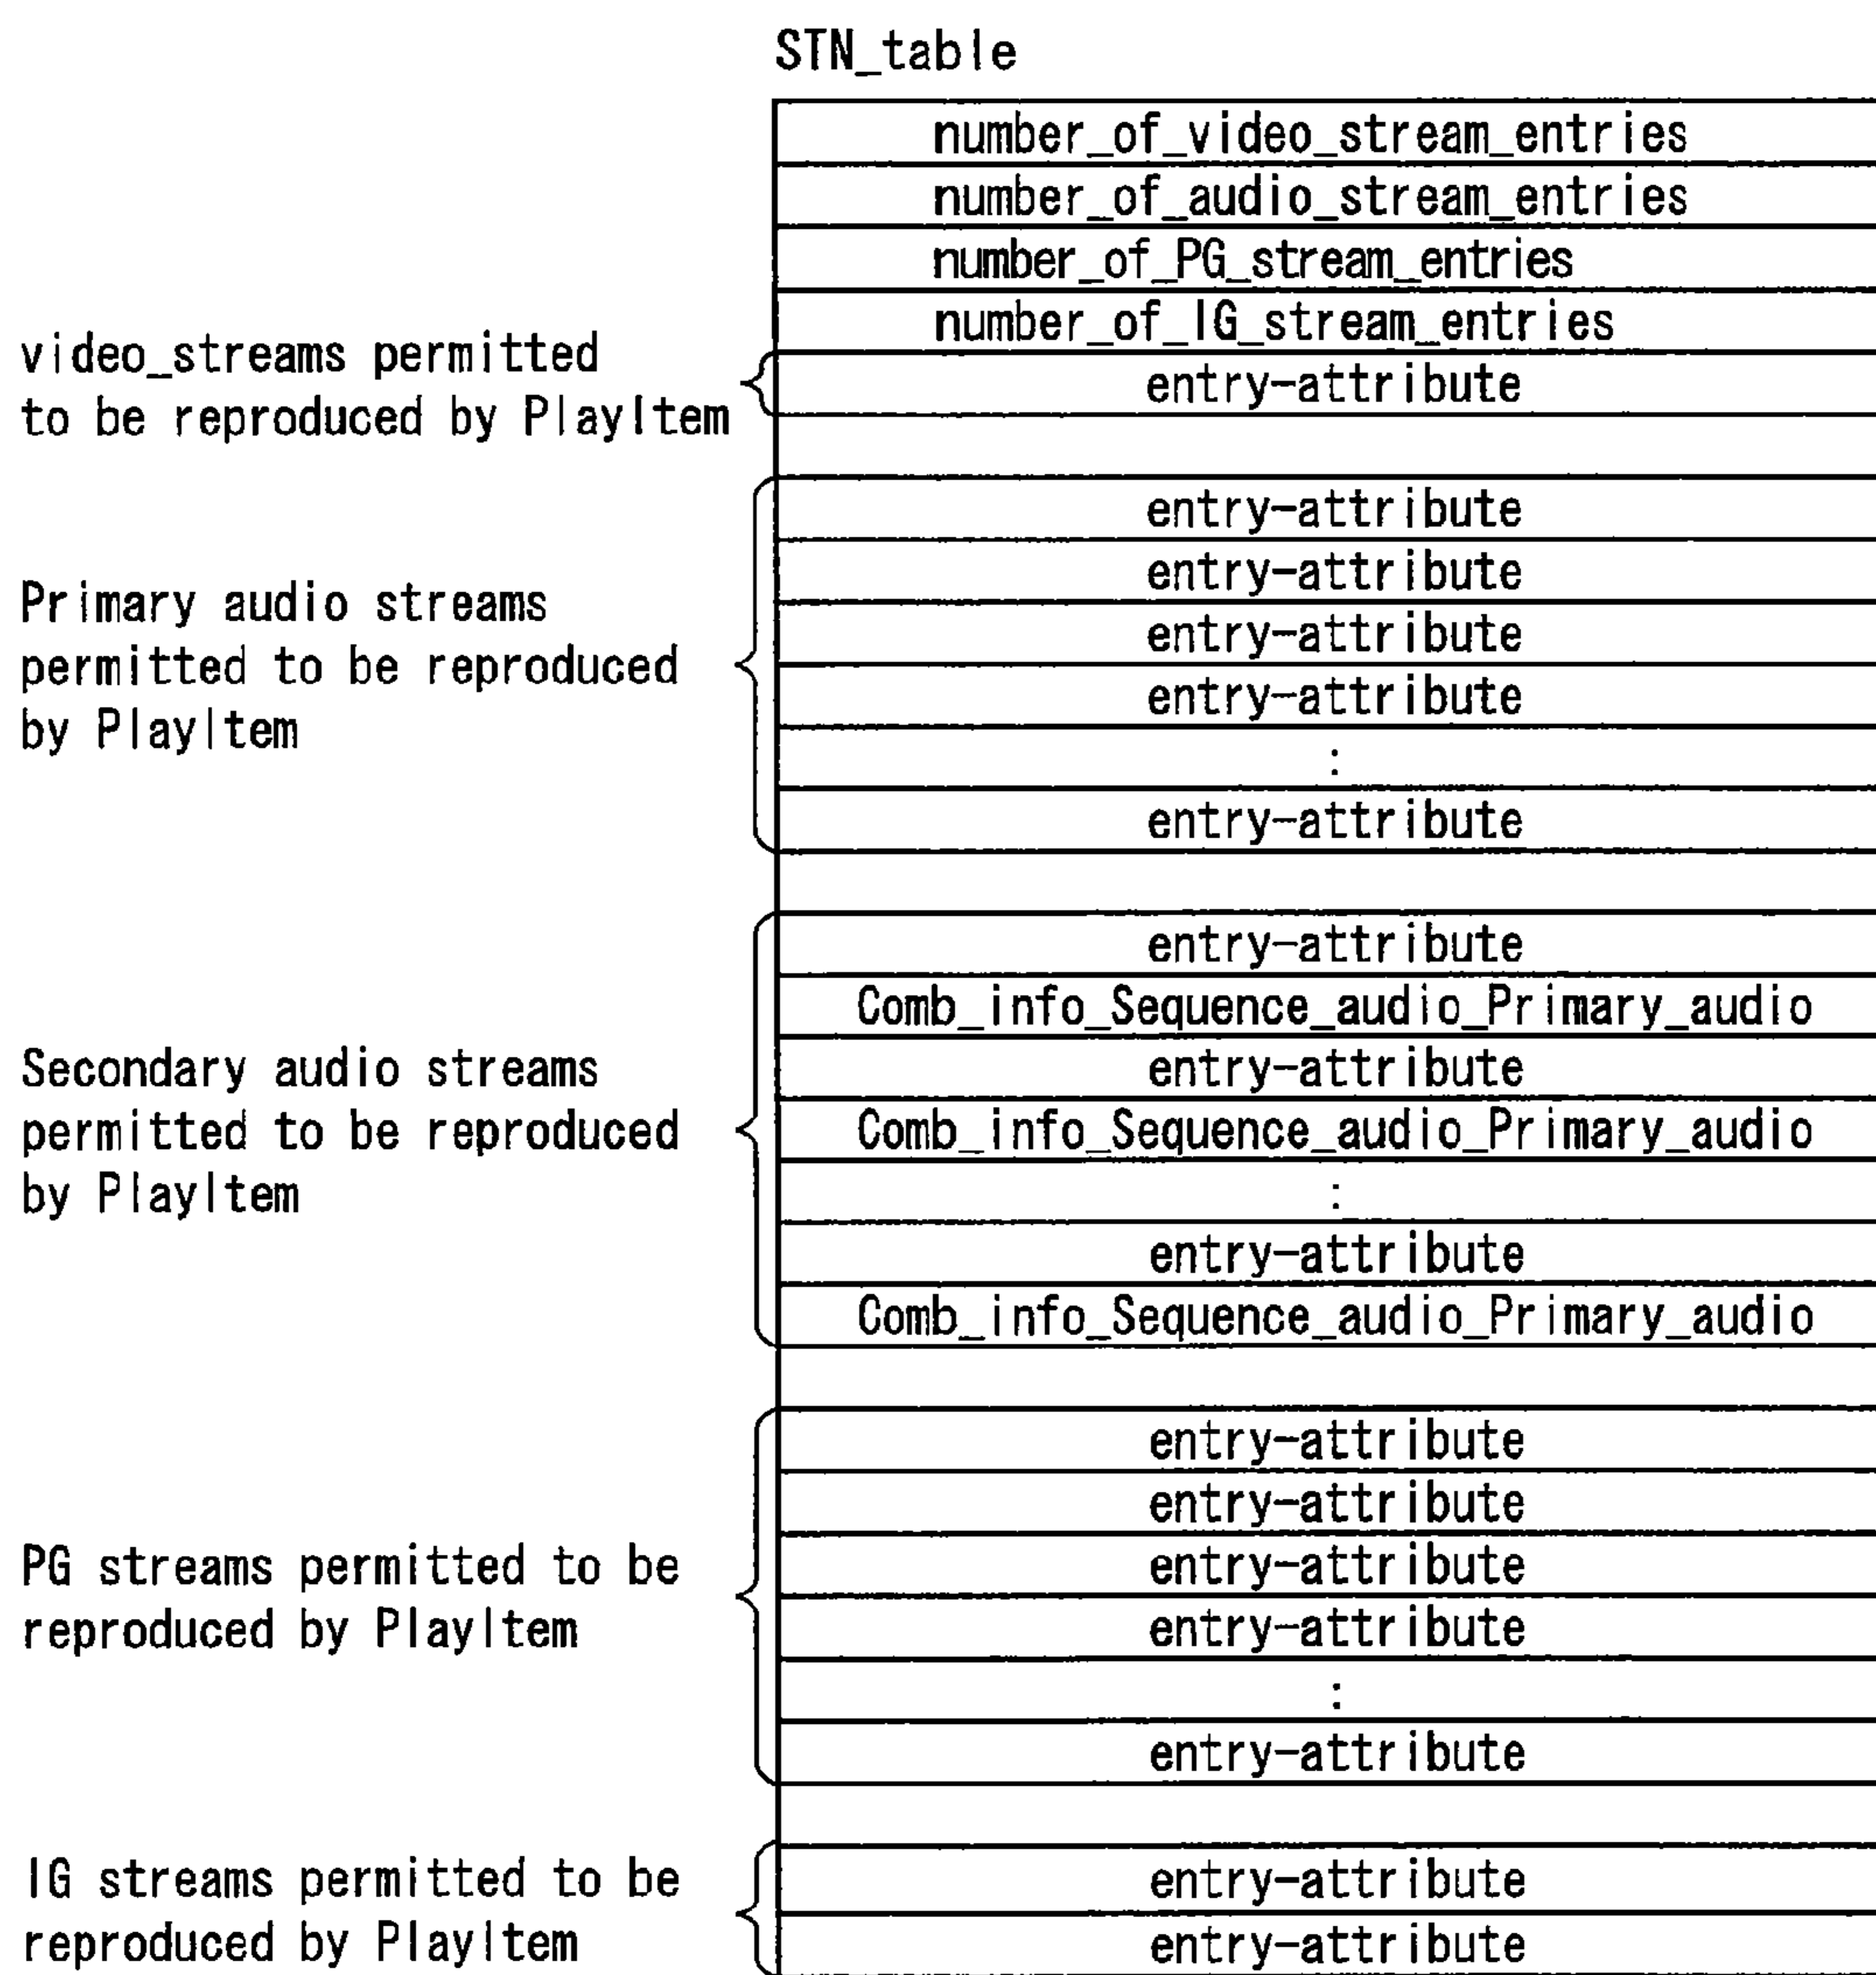 STN_table
number_of_video_stream_entries
number_of_audio_stream_entries
number_of_PG_stream_entries
number_of_IG_stream_entries
video_streams permitted
to be reproduced by PlayItem
entry-attribute
Primary audio streams
permitted to be reproduced
by PlayItem
entry-attribute
entry-attribute
entry-attribute
entry-attribute
:
entry-attribute
Secondary audio streams
permitted to be reproduced
by PlayItem
entry-attribute
Comb_info_Sequence_audio_Primary_audio
entry-attribute
Comb_info_Sequence_audio_Primary_audio
:
entry-attribute
Comb_info_Sequence_audio_Primary_audio
PG streams permitted to be
reproduced by PlayItem
entry-attribute
entry-attribute
entry-attribute
entry-attribute
:
entry-attribute
IG streams permitted to be
reproduced by PlayItem
entry-attribute
entry-attribute